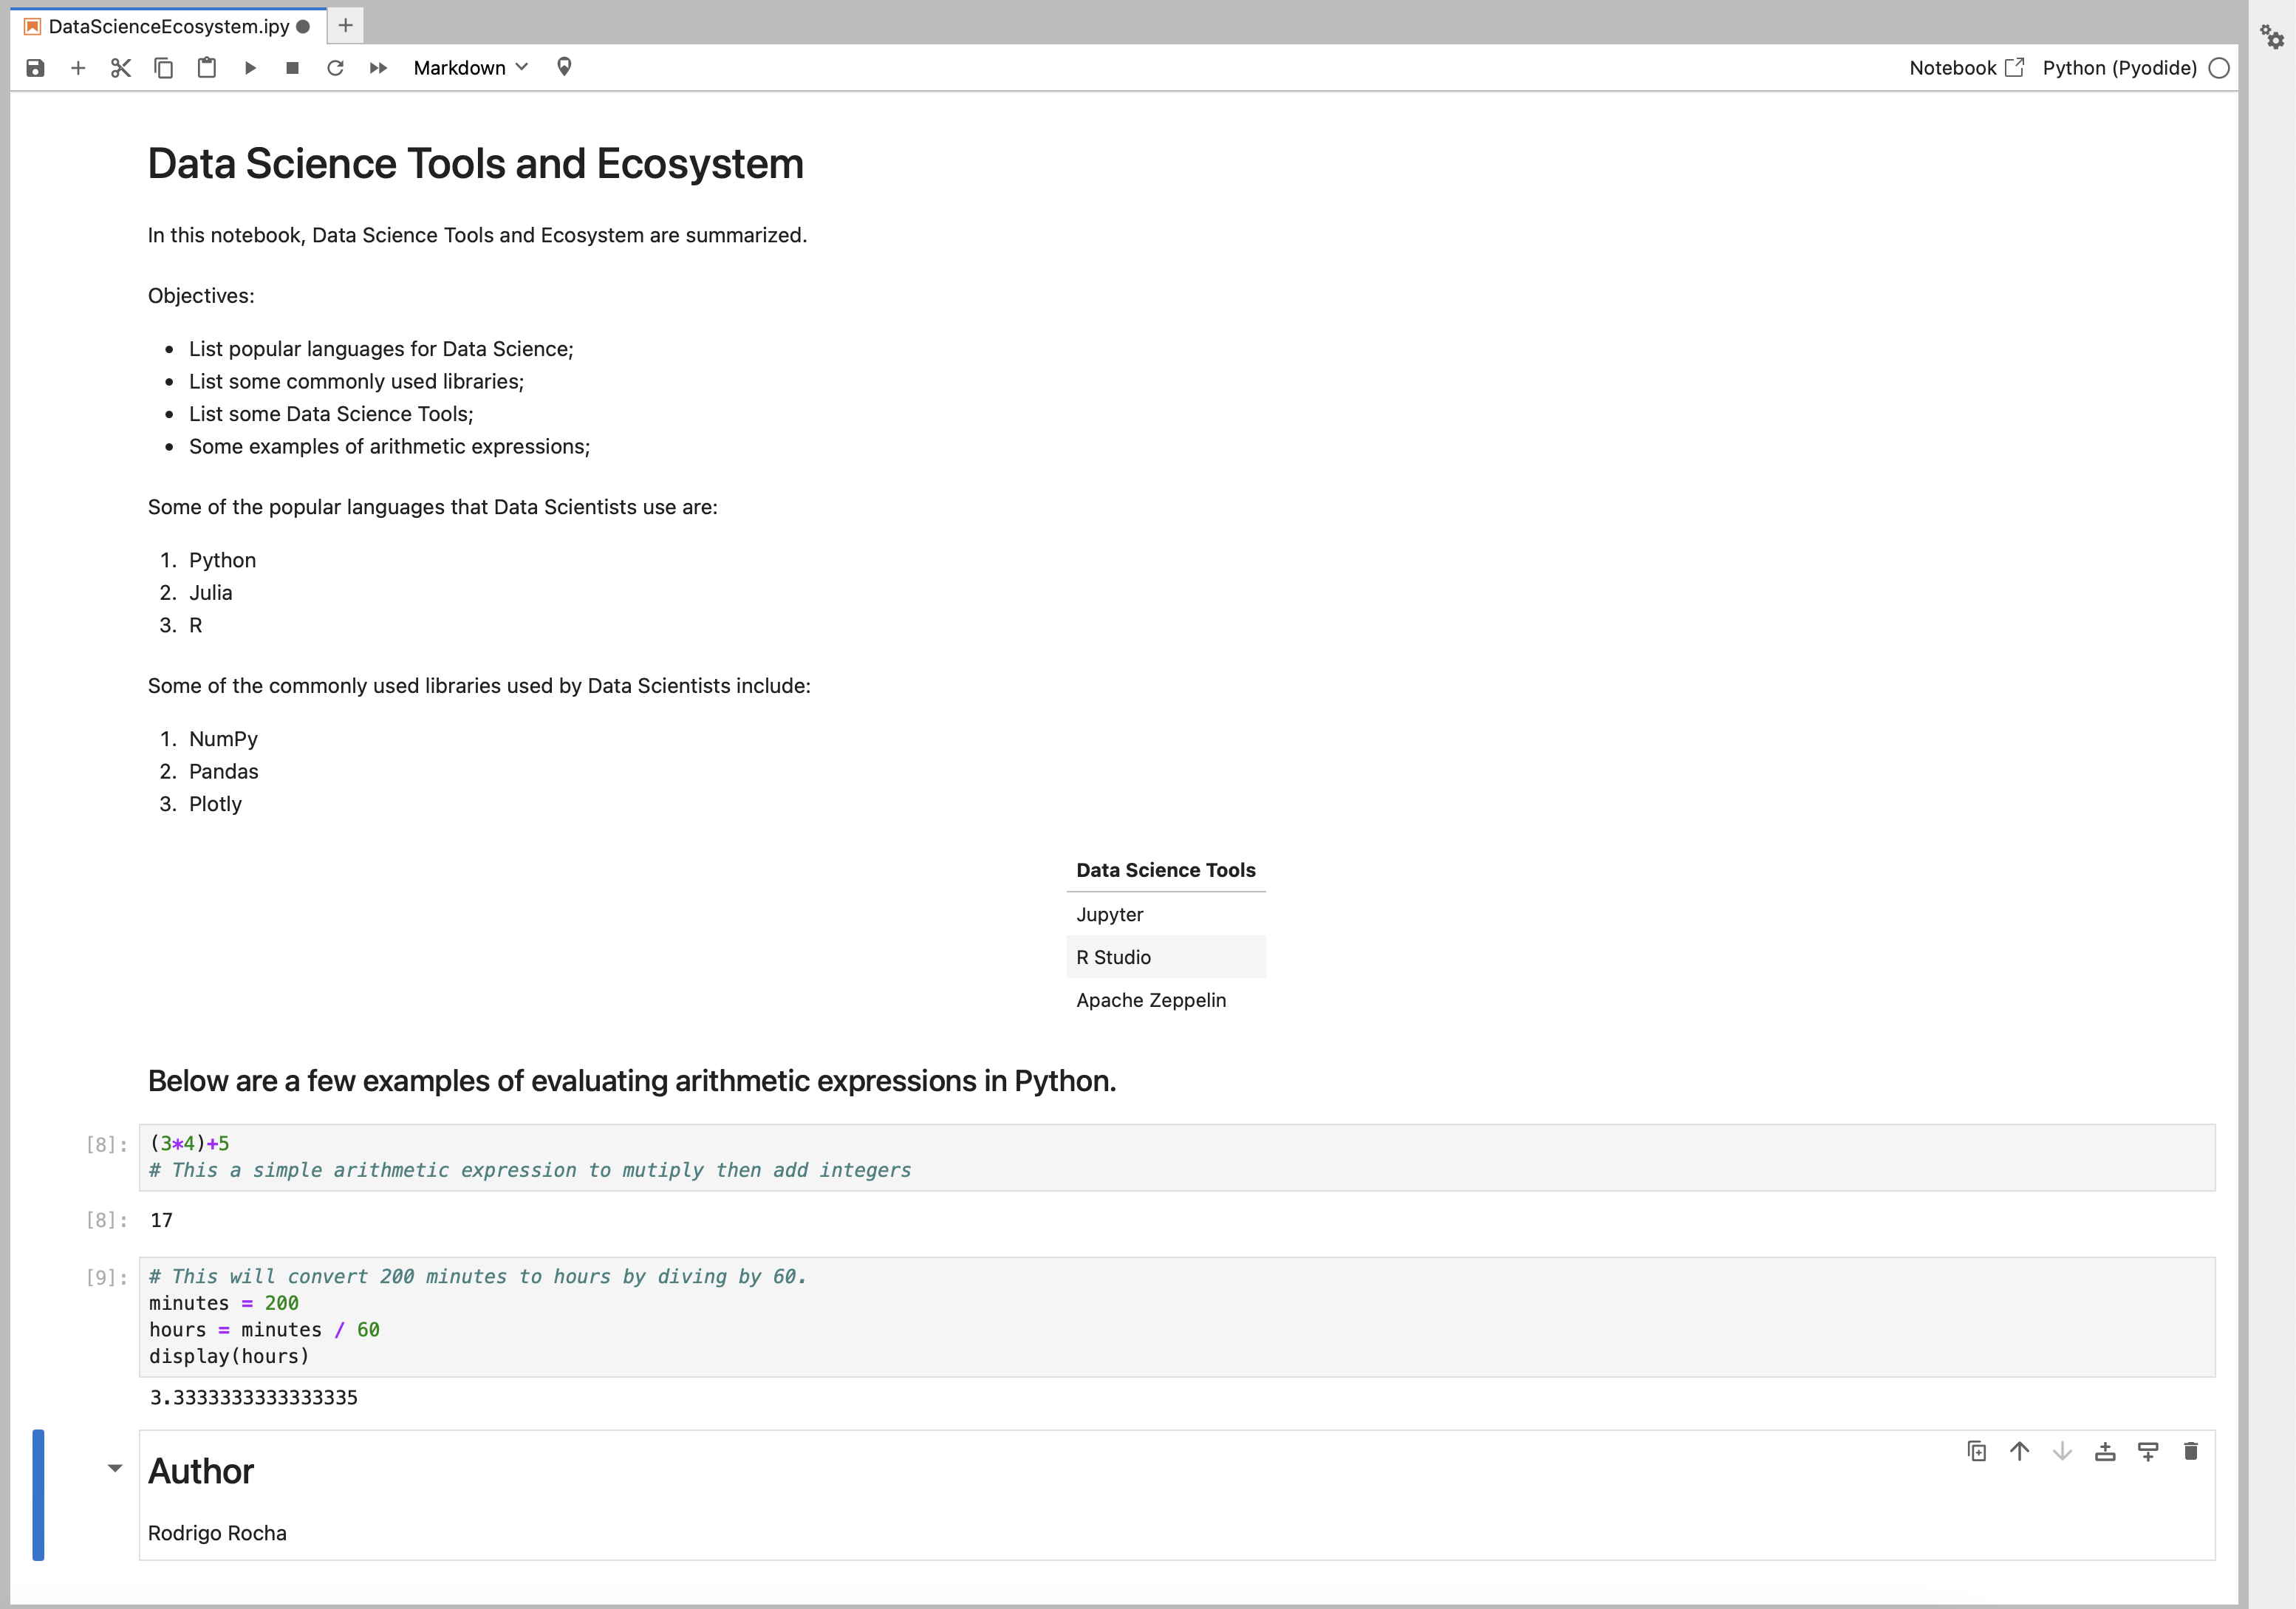 DataScienceEcosystem.ipy
Markdown
Notebook
Python (Pyodide)
Data Science Tools and Ecosystem
In this notebook, Data Science Tools and Ecosystem are summarized.
Objectives:
• List popular languages for Data Science;
• List some commonly used libraries;
• List some Data Science Tools;
• Some examples of arithmetic expressions;
Some of the popular languages that Data Scientists use are:
1. Python
2. Julia
3. R
Some of the commonly used libraries used by Data Scientists include:
1. NumPy
2. Pandas
3. Plotly
Data Science Tools
Jupyter
R Studio
Apache Zeppelin
Below are a few examples of evaluating arithmetic expressions in Python.
[8]: (3*4)+5
# This a simple arithmetic expression to mutiply then add integers
[8]: 17
[9]: # This will convert 200 minutes to hours by diving by 60.
minutes = 200
hours = minutes / 60
display(hours)
3.3333333333333335
Author
Rodrigo Rocha